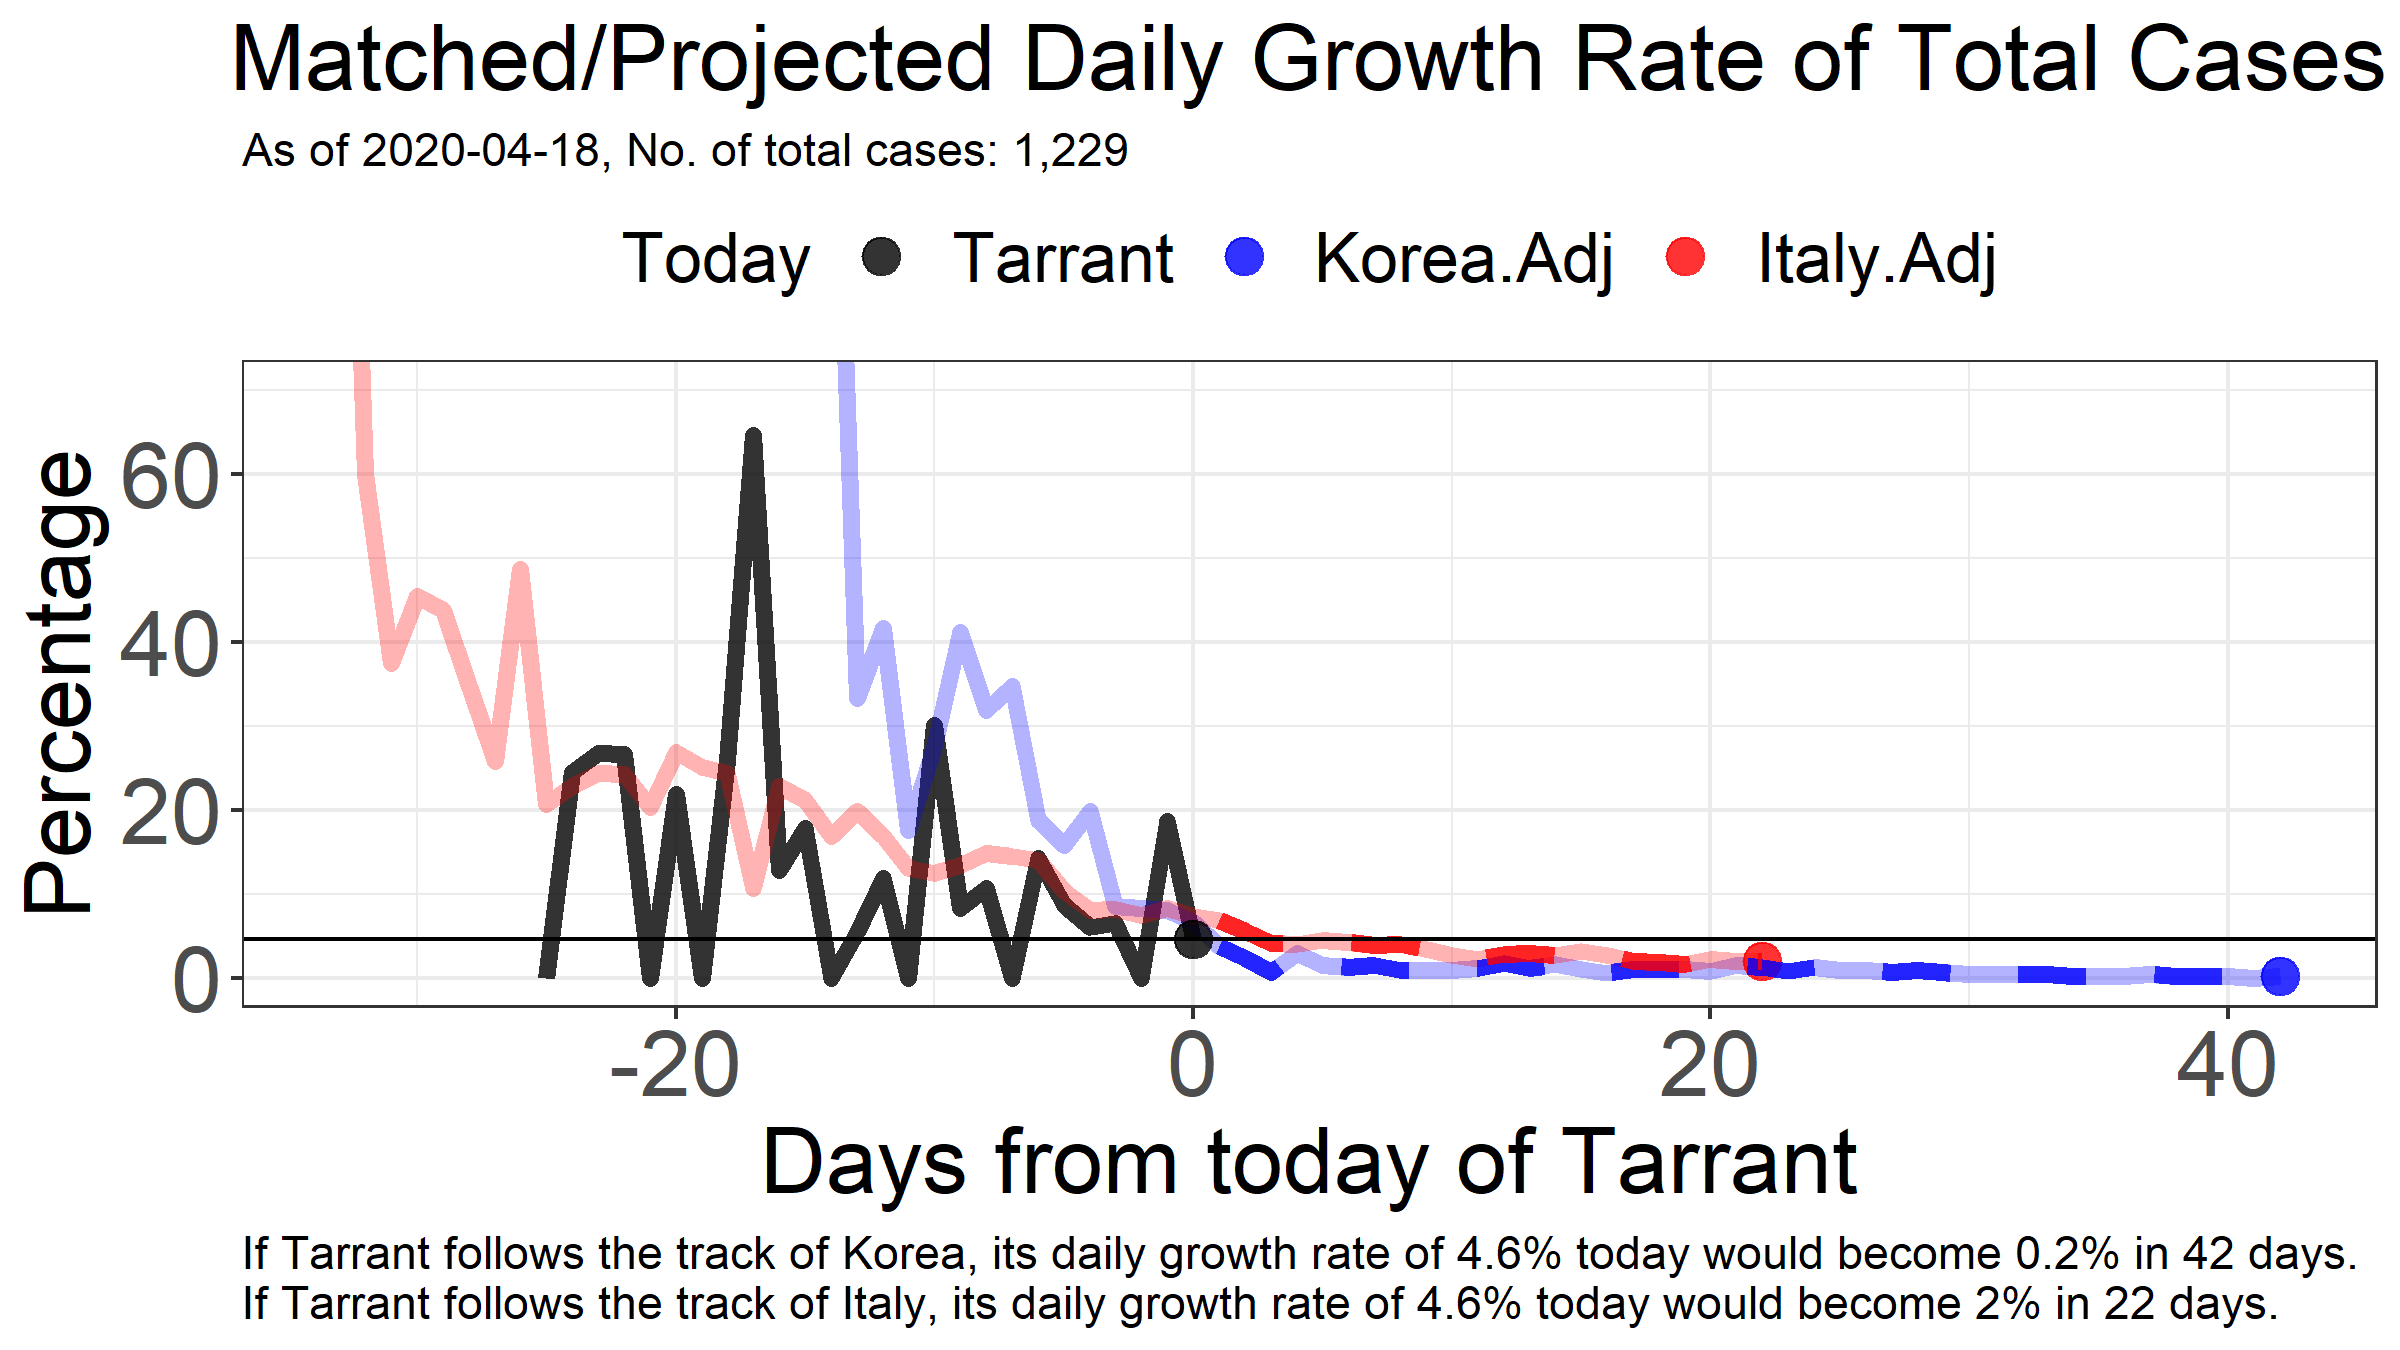 Matched/Projected Daily Growth Rate of Total Cases
As of 2020-04-18, No. of total cases: 1,229
Today Tarrant Korea.Adj Italy.Adj
Percentage
60
40
20
0
-20 0 20 40
Days from today of Tarrant
If Tarrant follows the track of Korea, its daily growth rate of 4.6% today would become 0.2% in 42 days.
If Tarrant follows the track of Italy, its daily growth rate of 4.6% today would become 2% in 22 days.